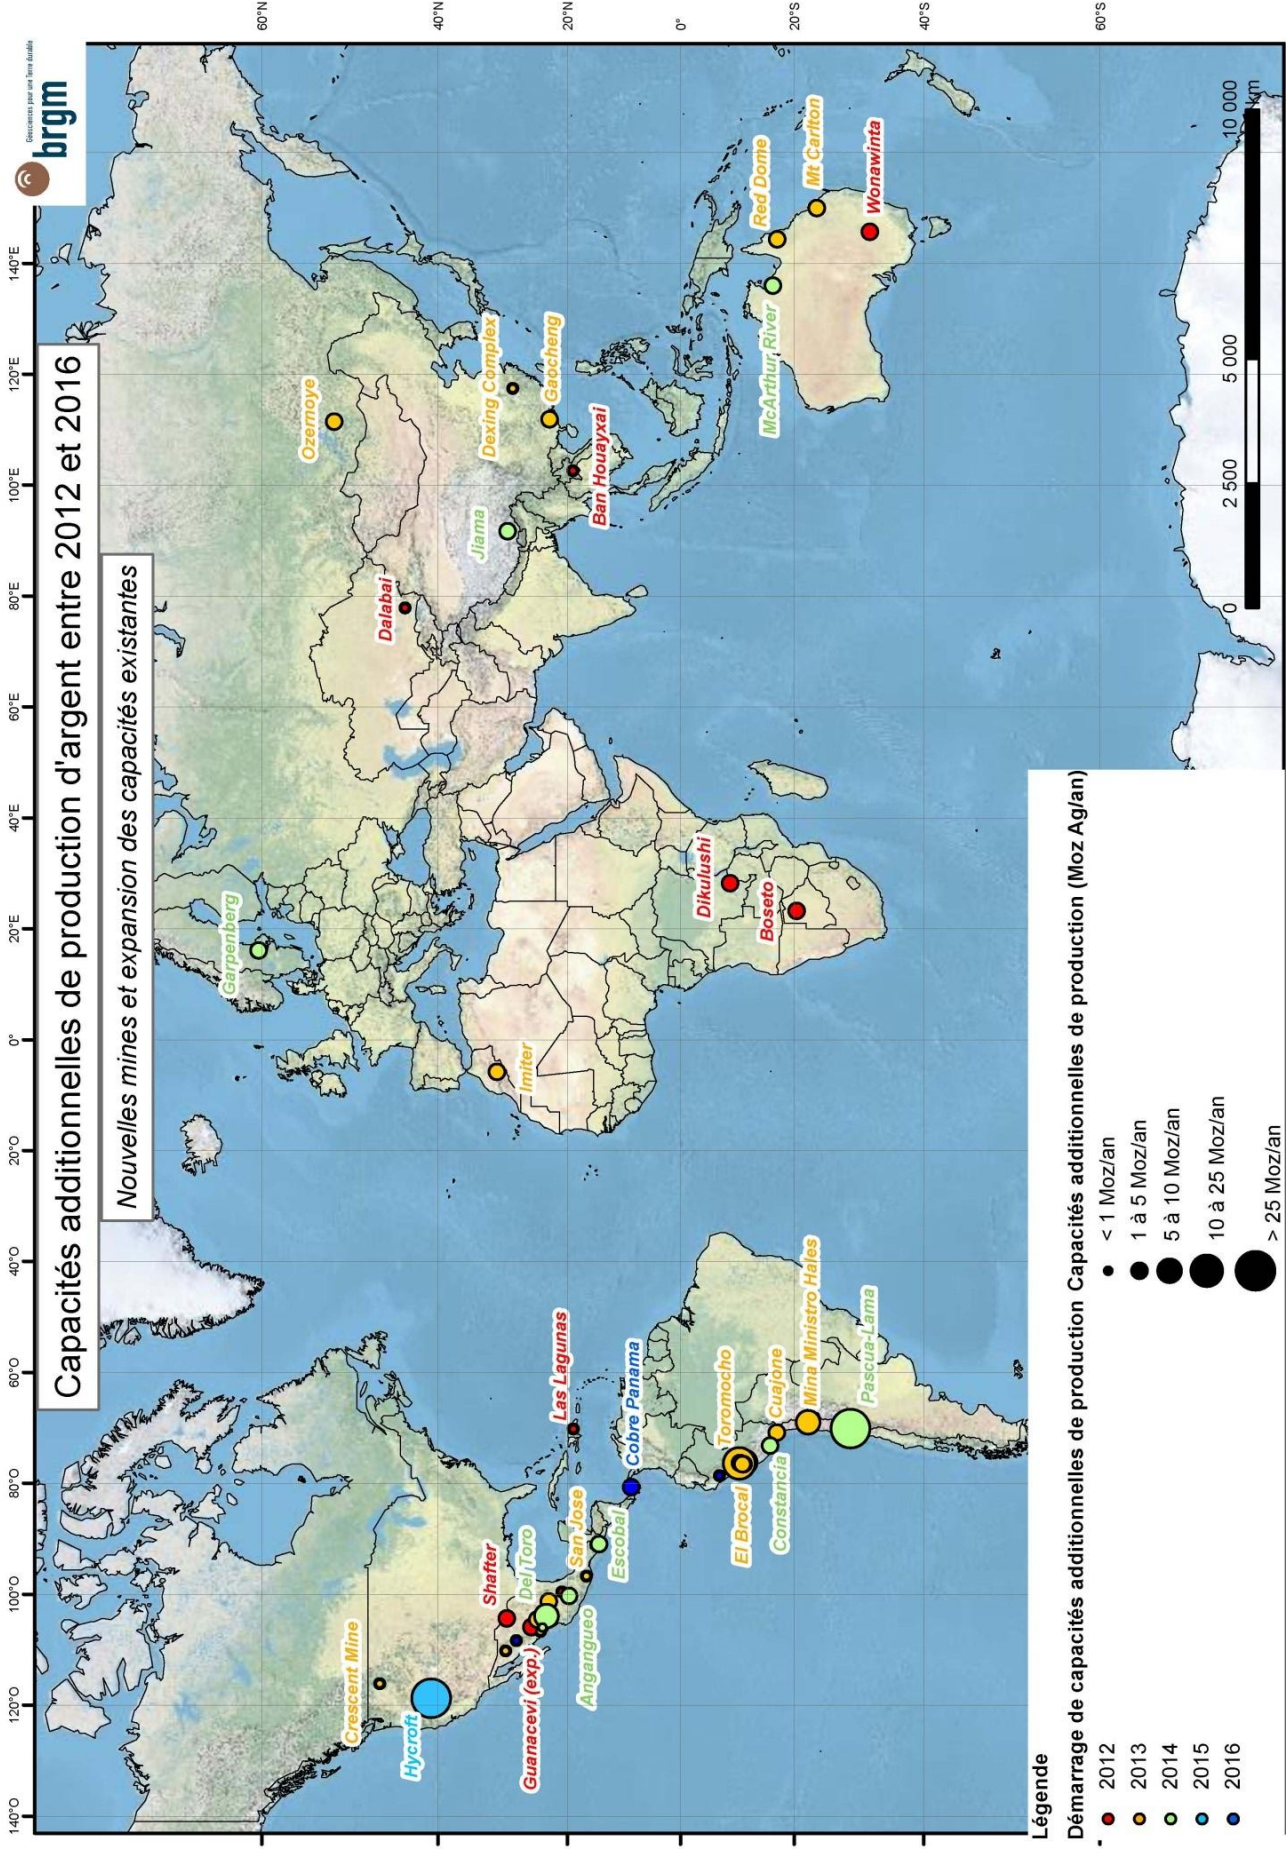 Géosciences pour une Terre durable
brgm
Capacités additionnelles de production d'argent entre 2012 et 2016
Nouvelles mines et expansion des capacités existantes
140°O
120°O
100°O
80°O
60°O
40°O
20°O
0°
20°E
40°E
60°E
80°E
100°E
120°E
140°E
60°N
40°N
20°N
0°
20°S
40°S
60°S
Crescent Mine
Hycroft
Shafter
Guanacevi (exp.)
Del Toro
Angangueo
San Jose
Escobal
Las Lagunas
Cobre Panama
Toromocho
El Brocal
Cuajone
Constancia
Mina Ministro Hales
Pascua-Lama
Garpenberg
Imiter
Dikulushi
Boseto
Dalabai
Ozernoye
Jiama
Dexing Complex
Gaocheng
Ban Houayxai
McArthur River
Red Dome
Mt Carlton
Wonawinta
0 2 500 5 000 10 000
km
Légende
Démarrage de capacités additionnelles de production
2012
2013
2014
2015
2016
Capacités additionnelles de production (Moz Ag/an)
< 1 Moz/an
1 à 5 Moz/an
5 à 10 Moz/an
10 à 25 Moz/an
> 25 Moz/an